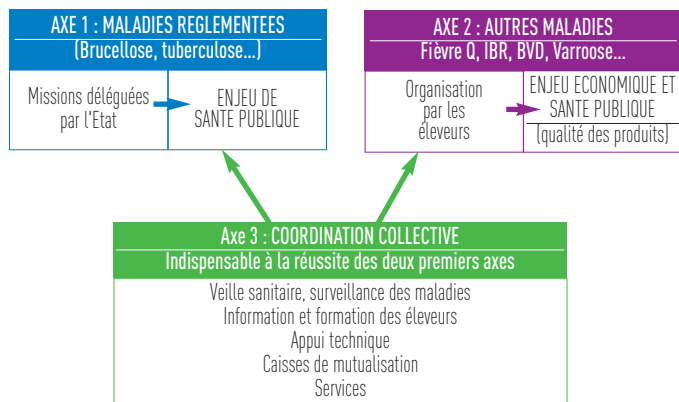 AXE 1 : MALADIES REGLEMENTEES
(Brucellose, tuberculose...)
Missions déléguées
par l'Etat
ENJEU DE
SANTE PUBLIQUE
AXE 2 : AUTRES MALADIES
Fièvre Q, IBR, BVD, Varroose...
Organisation
par les
éleveurs
ENJEU ECONOMIQUE ET
SANTE PUBLIQUE
(qualité des produits)
Axe 3 : COORDINATION COLLECTIVE
Indispensable à la réussite des deux premiers axes
Veille sanitaire, surveillance des maladies
Information et formation des éleveurs
Appui technique
Caisses de mutualisation
Services